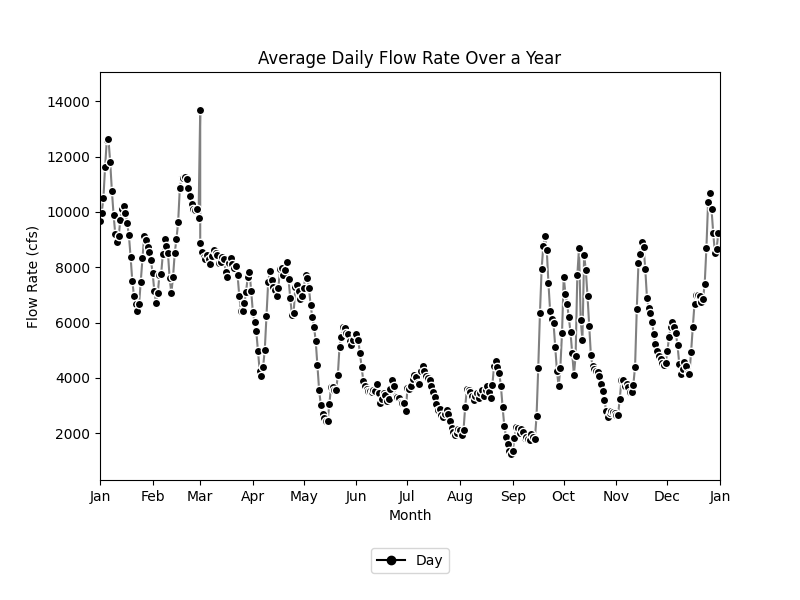 Average Daily Flow Rate Over a Year
14000
12000
10000
8000
6000
4000
2000
Flow Rate (cfs)
Jan Feb Mar Apr May Jun Jul Aug Sep Oct Nov Dec Jan
Month
Day